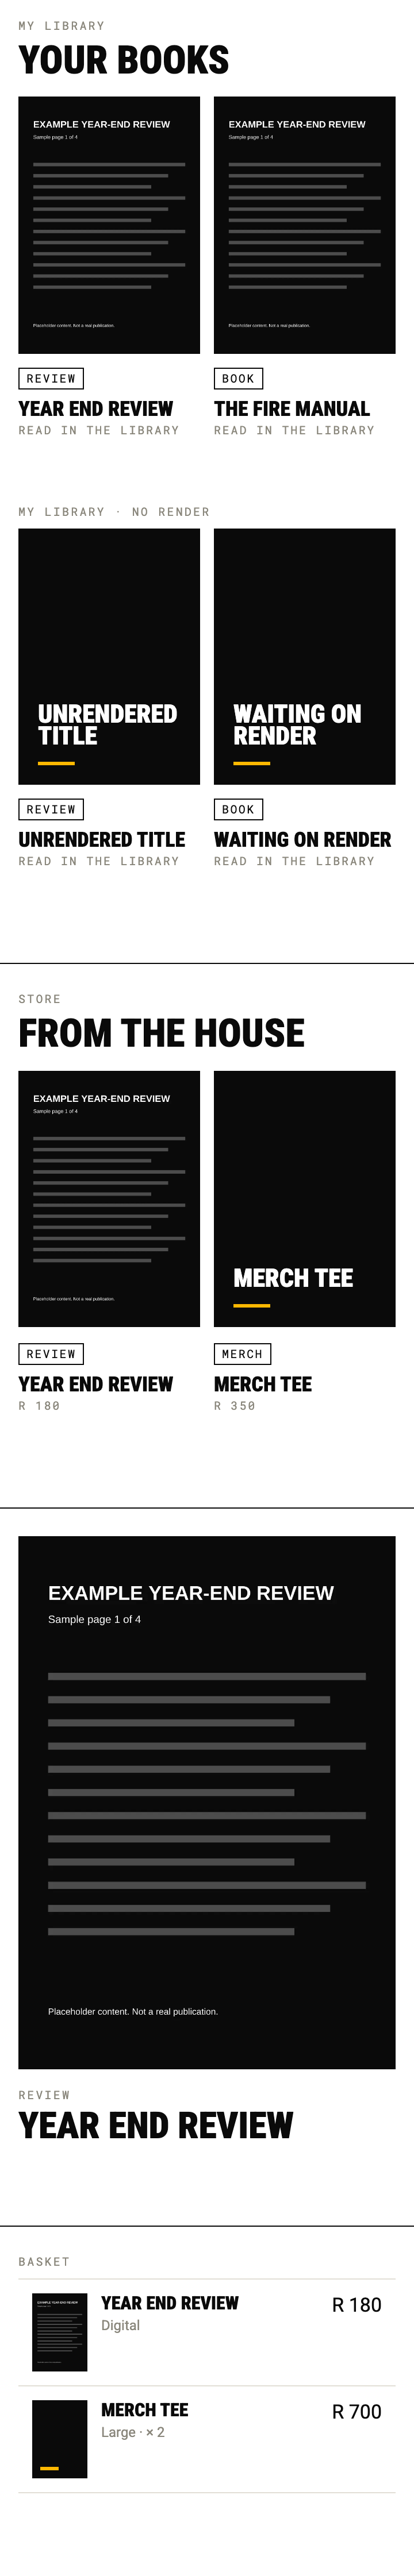 MY LIBRARY
YOUR BOOKS
EXAMPLE YEAR-END REVIEW
Sample page 1 of 4
Placeholder content. Not a real publication.
REVIEW
YEAR END REVIEW
READ IN THE LIBRARY
EXAMPLE YEAR-END REVIEW
Sample page 1 of 4
Placeholder content. Not a real publication.
BOOK
THE FIRE MANUAL
READ IN THE LIBRARY
MY LIBRARY · NO RENDER
UNRENDERED
TITLE
REVIEW
UNRENDERED TITLE
READ IN THE LIBRARY
WAITING ON
RENDER
BOOK
WAITING ON RENDER
READ IN THE LIBRARY
STORE
FROM THE HOUSE
EXAMPLE YEAR-END REVIEW
Sample page 1 of 4
Placeholder content. Not a real publication.
REVIEW
YEAR END REVIEW
R 180
MERCH TEE
MERCH
MERCH TEE
R 350
EXAMPLE YEAR-END REVIEW
Sample page 1 of 4
Placeholder content. Not a real publication.
REVIEW
YEAR END REVIEW
BASKET
EXAMPLE YEAR-END REVIEW
YEAR END REVIEW
Digital
R 180
MERCH TEE
Large · × 2
R 700